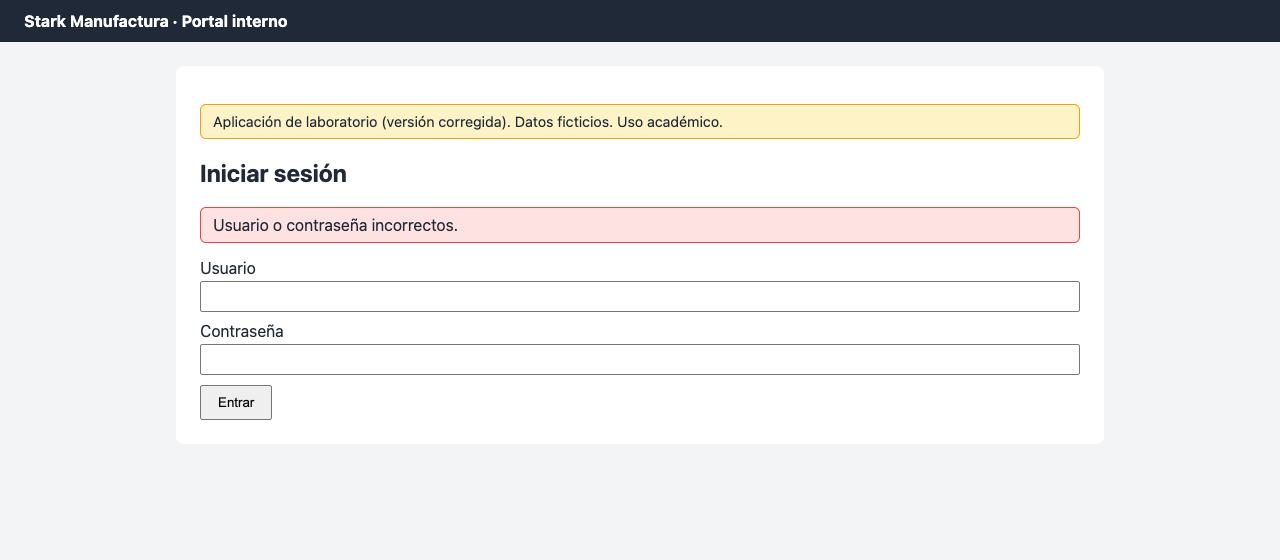 Stark Manufactura · Portal interno
Aplicación de laboratorio (versión corregida). Datos ficticios. Uso académico.
Iniciar sesión
Usuario o contraseña incorrectos.
Usuario
Contraseña
Entrar